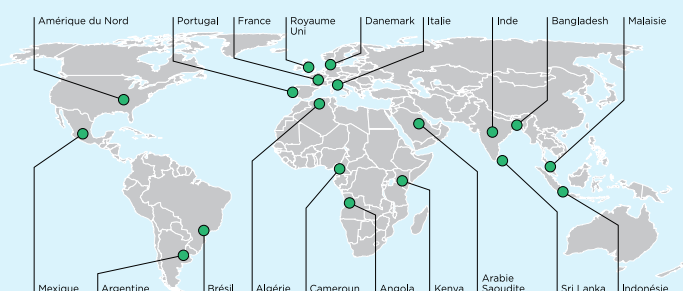 Amérique du Nord
Portugal
France
Royaume
Uni
Danemark
Italie
Inde
Bangladesh
Malaisie
Mexique
Argentine
Brésil
Algérie
Cameroun
Angola
Kenya
Arabie
Saoudite
Sri Lanka
Indonésie